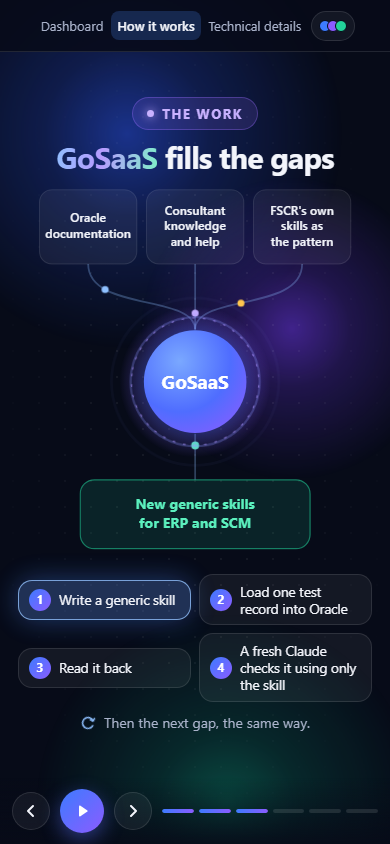 Dashboard How it works Technical details
THE WORK
GoSaaS fills the gaps
Oracle
documentation
Consultant
knowledge
and help
FSCR's own
skills as
the pattern
GoSaaS
New generic skills
for ERP and SCM
1 Write a generic skill
2 Load one test
record into Oracle
3 Read it back
4 A fresh Claude
checks it using only
the skill
Then the next gap, the same way.